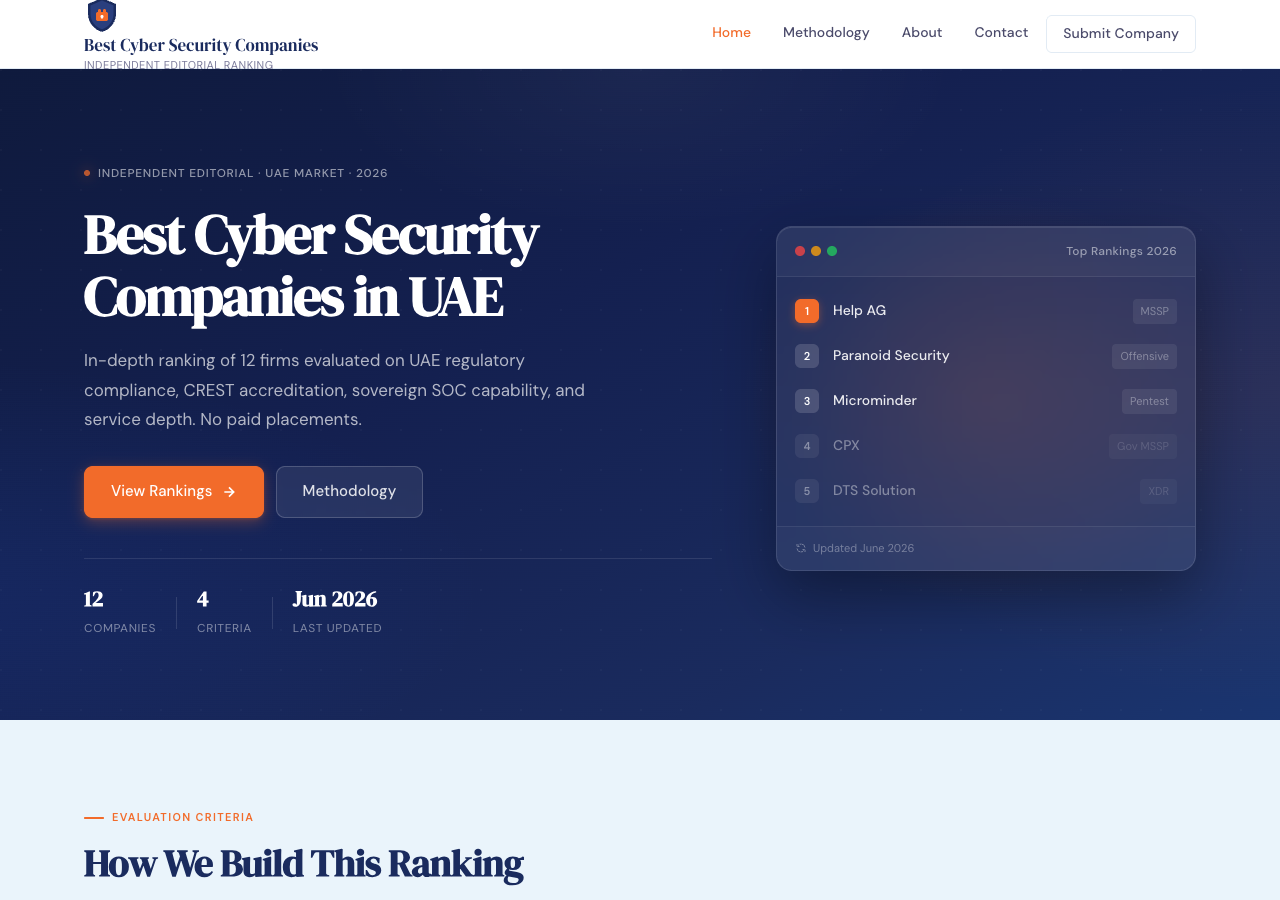 Best Cyber Security Companies
INDEPENDENT EDITORIAL RANKING
Home
Methodology
About
Contact
Submit Company
INDEPENDENT EDITORIAL · UAE MARKET · 2026
Best Cyber Security
Companies in UAE
In-depth ranking of 12 firms evaluated on UAE regulatory
compliance, CREST accreditation, sovereign SOC capability, and
service depth. No paid placements.
View Rankings →
Methodology
12
COMPANIES
4
CRITERIA
Jun 2026
LAST UPDATED
Top Rankings 2026
1 Help AG MSSP
2 Paranoid Security Offensive
3 Microminder Pentest
4 CPX Gov MSSP
5 DTS Solution XDR
Updated June 2026
EVALUATION CRITERIA
How We Build This Ranking